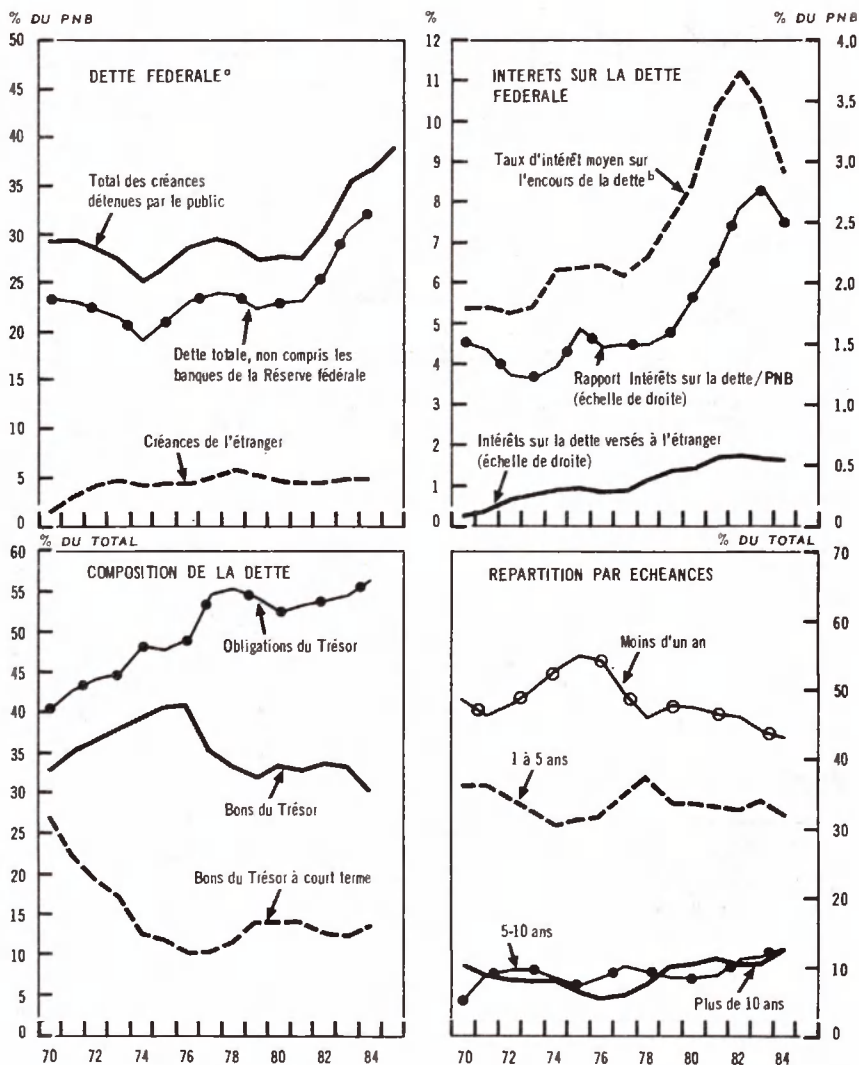 % DU PNB
50
45
40
35
30
25
20
15
10
5
0
DETTE FEDERALEᵃ
Total des créances
détenues par le public
Dette totale, non compris les
banques de la Réserve fédérale
Créances de l'étranger
%
% DU PNB
12
11
10
9
8
7
6
5
4
3
2
1
0
4.0
3.5
3.0
2.5
2.0
1.5
1.0
0.5
0
INTERETS SUR LA DETTE
FEDERALE
Taux d'intérêt moyen sur
l'encours de la detteᵇ
Rapport Intérêts sur la dette/PNB
(échelle de droite)
Intérêts sur la dette versés à l'étranger
(échelle de droite)
% DU TOTAL
60
55
50
45
40
35
30
25
20
15
10
5
0
COMPOSITION DE LA DETTE
Obligations du Trésor
Bons du Trésor
Bons du Trésor à court terme
70 72 74 76 78 80 82 84
% DU TOTAL
70
60
50
40
30
20
10
0
REPARTITION PAR ECHEANCES
Moins d'un an
1 à 5 ans
5-10 ans
Plus de 10 ans
70 72 74 76 78 80 82 84